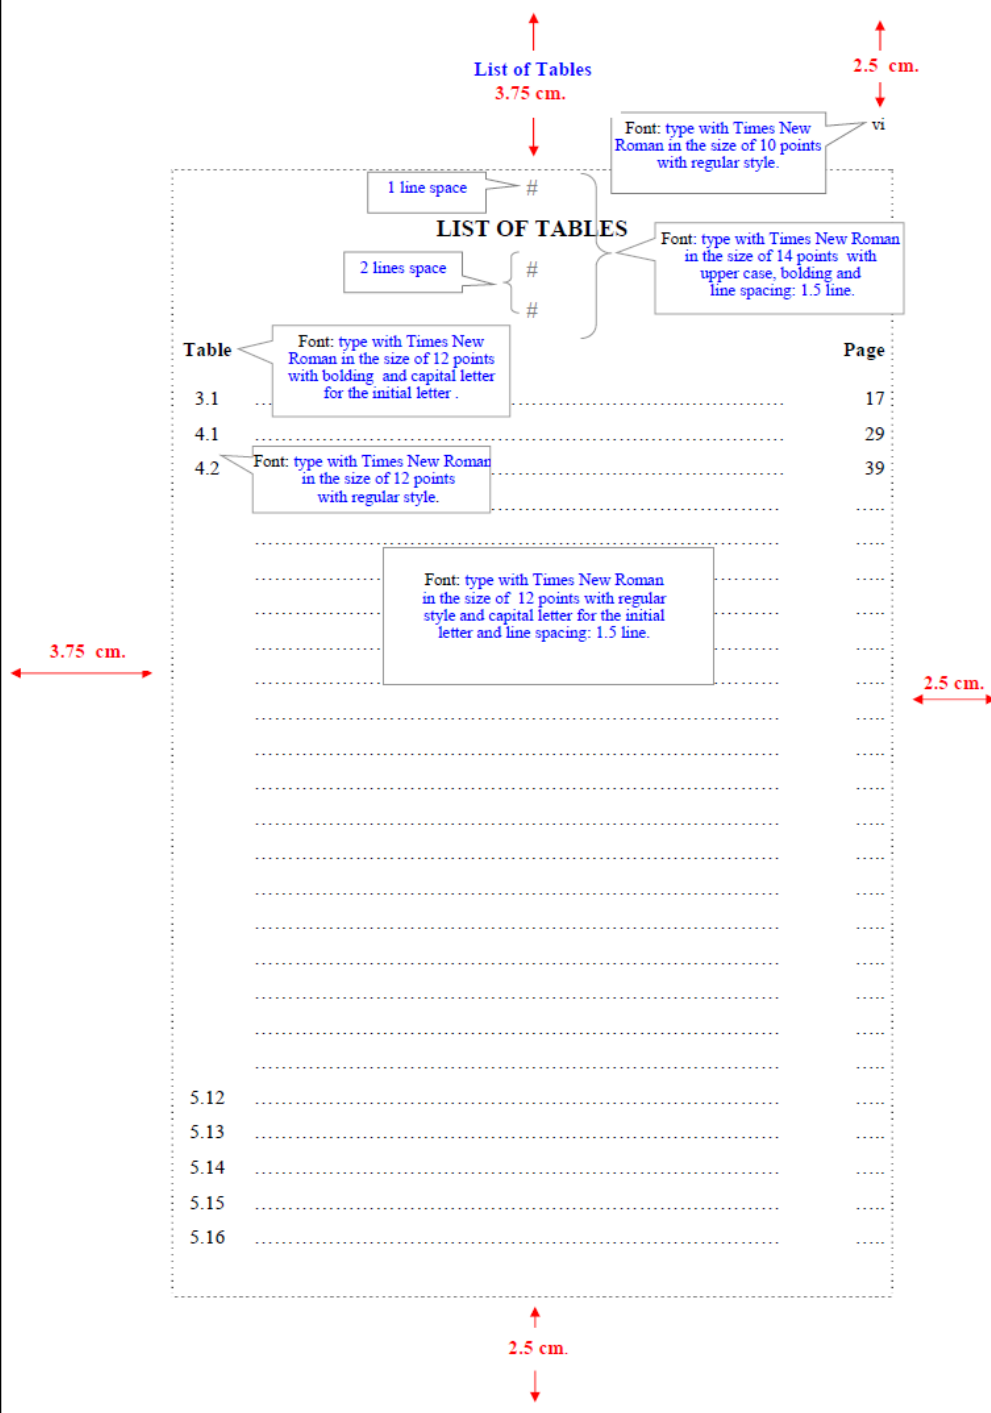 List of Tables
3.75 cm.
2.5 cm.
vi
Font: type with Times New
Roman in the size of 10 points
with regular style.
1 line space
#
LIST OF TABLES
Font: type with Times New Roman
in the size of 14 points with
upper case, bolding and
line spacing: 1.5 line.
2 lines space
#
#
Table
Font: type with Times New
Roman in the size of 12 points
with bolding and capital letter
for the initial letter .
Page
3.1 ........................................ 17
4.1 ........................................ 29
4.2 ........................................ 39
Font: type with Times New Roman
in the size of 12 points
with regular style.
Font: type with Times New Roman
in the size of 12 points with regular
style and capital letter for the initial
letter and line spacing: 1.5 line.
3.75 cm.
2.5 cm.
5.12 ........................................ .....
5.13 ........................................ .....
5.14 ........................................ .....
5.15 ........................................ .....
5.16 ........................................ .....
2.5 cm.